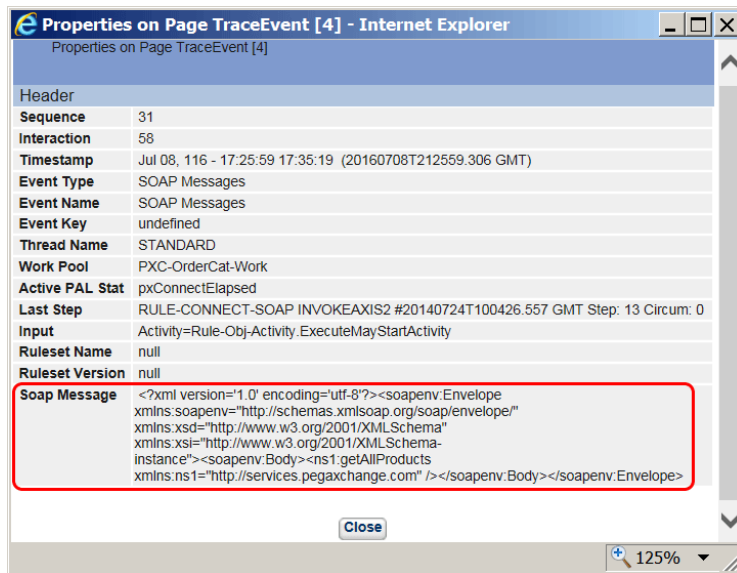 Properties on Page TraceEvent [4] - Internet Explorer
Properties on Page TraceEvent [4]
Header
Sequence 31
Interaction 58
Timestamp Jul 08, 116 - 17:25:59 17:35:19 (20160708T212559.306 GMT)
Event Type SOAP Messages
Event Name SOAP Messages
Event Key undefined
Thread Name STANDARD
Work Pool PXC-OrderCat-Work
Active PAL Stat pxConnectElapsed
Last Step RULE-CONNECT-SOAP INVOKEAXIS2 #20140724T100426.557 GMT Step: 13 Circum: 0
Input Activity=Rule-Obj-Activity.ExecuteMayStartActivity
Ruleset Name null
Ruleset Version null
Soap Message <?xml version='1.0' encoding='utf-8'?><soapenv:Envelope
xmlns:soapenv="http://schemas.xmlsoap.org/soap/envelope/"
xmlns:xsd="http://www.w3.org/2001/XMLSchema"
xmlns:xsi="http://www.w3.org/2001/XMLSchema-
instance"><soapenv:Body><ns1:getAllProducts
xmlns:ns1="http://services.pegaxchange.com" /></soapenv:Body></soapenv:Envelope>
Close
125%